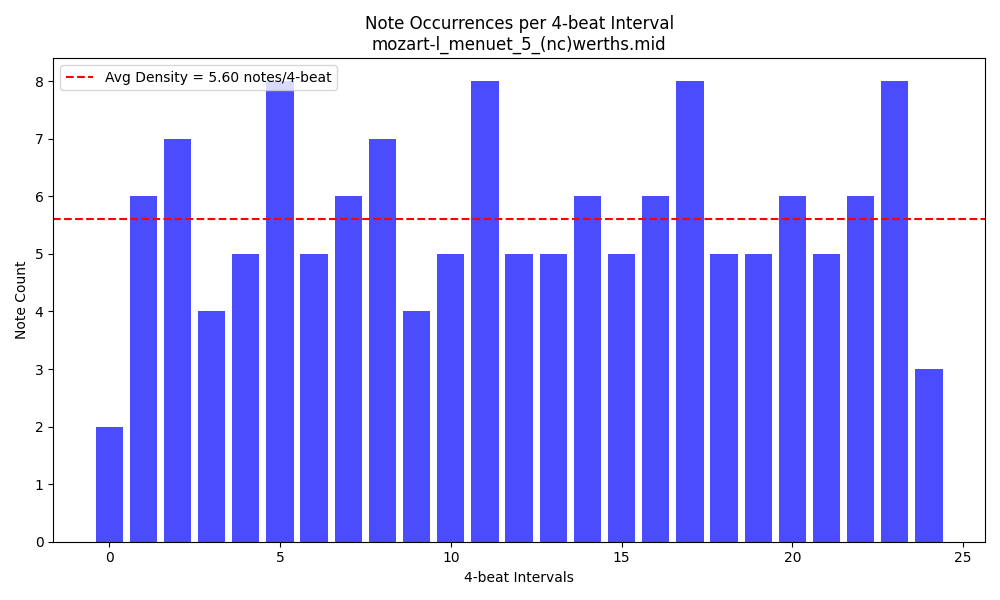 Note Occurrences per 4-beat Interval
mozart-l_menuet_5_(nc)werths.mid
Avg Density = 5.60 notes/4-beat
8
7
6
5
4
3
2
1
0
Note Count
0 5 10 15 20 25
4-beat Intervals